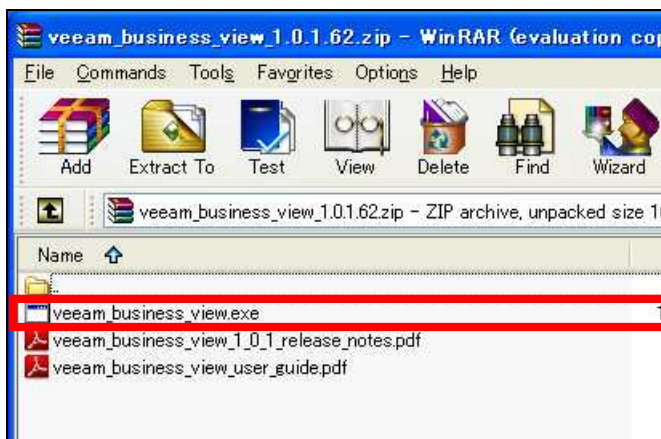 veeam_business_view_1.0.1.62.zip - WinRAR (evaluation cop
File Commands Tools Favorites Options Help
Add Extract To Test View Delete Find Wizard
veeam_business_view_1.0.1.62.zip - ZIP archive, unpacked size 1
Name
..
veeam_business_view.exe 1
veeam_business_view_1_0_1_release_notes.pdf
veeam_business_view_user_guide.pdf